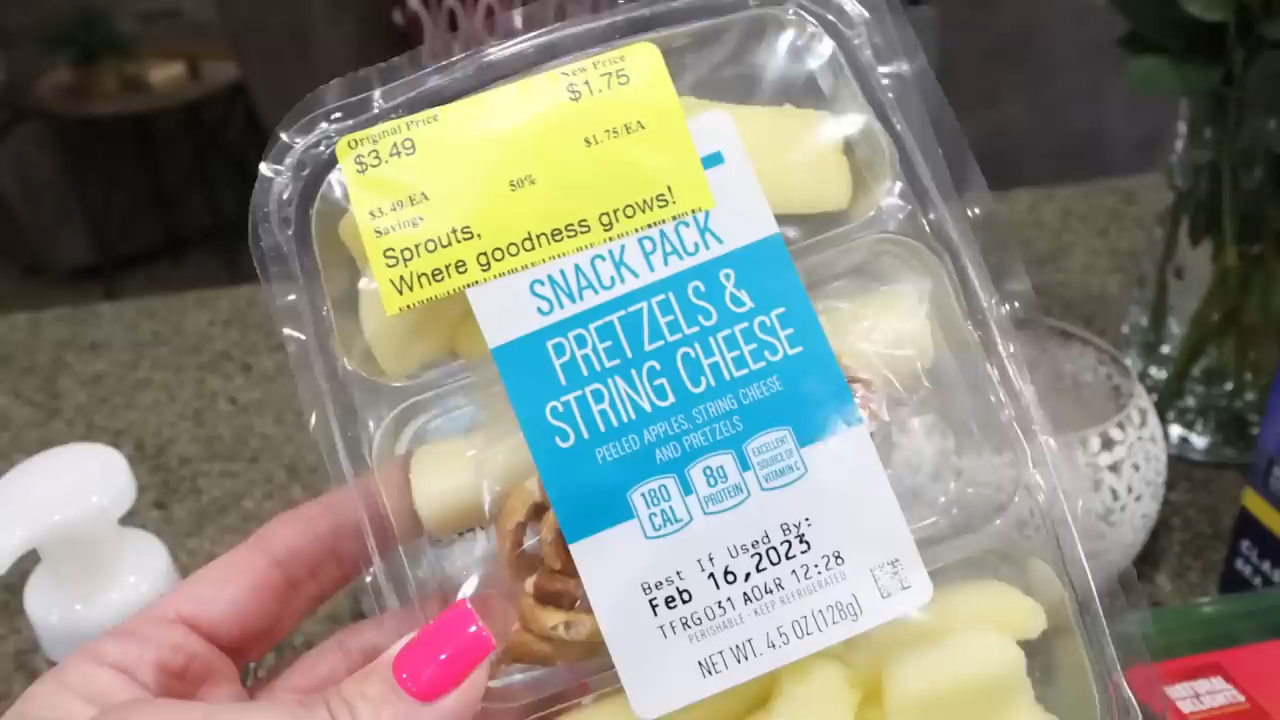 New Price
$1.75
Original Price
$3.49
$1.75/EA
50%
$3.49/EA
Savings
Sprouts,
Where goodness grows!
SNACK PACK
PRETZELS &
STRING CHEESE
PEELED APPLES, STRING CHEESE
AND PRETZELS
180
CAL
8g
PROTEIN
EXCELLENT
SOURCE OF
VITAMIN C
Best If Used By:
Feb 16,2023
TFRG031 A04R 12:28
PERISHABLE - KEEP REFRIGERATED
NET WT. 4.5 OZ (128g)
NATURAL
DELIGHTS